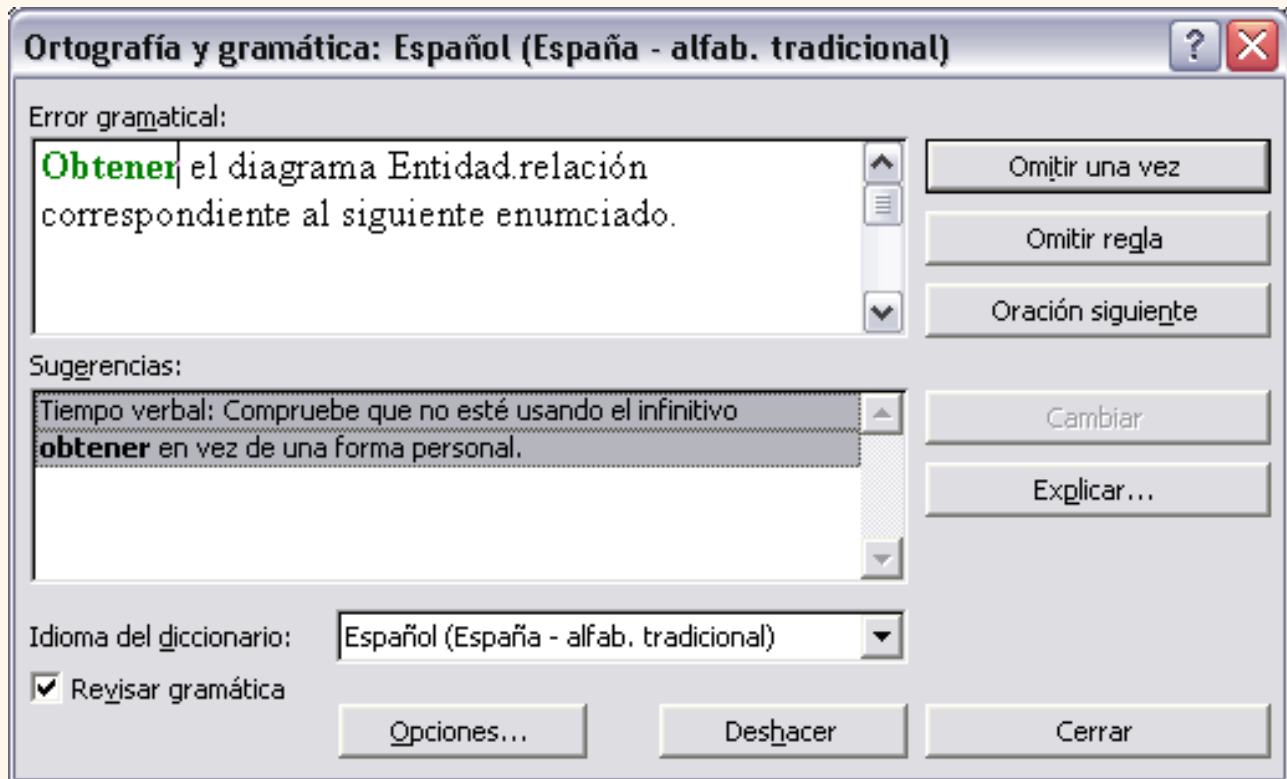 Ortografía y gramática: Español (España - alfab. tradicional)
Error gramatical:
Obtener el diagrama Entidad.relación
correspondiente al siguiente enumciado.
Omitir una vez
Omitir regla
Oración siguiente
Sugerencias:
Tiempo verbal: Compruebe que no esté usando el infinitivo
obtener en vez de una forma personal.
Cambiar
Explicar...
Idioma del diccionario:
Español (España - alfab. tradicional)
Revisar gramática
Opciones...
Deshacer
Cerrar